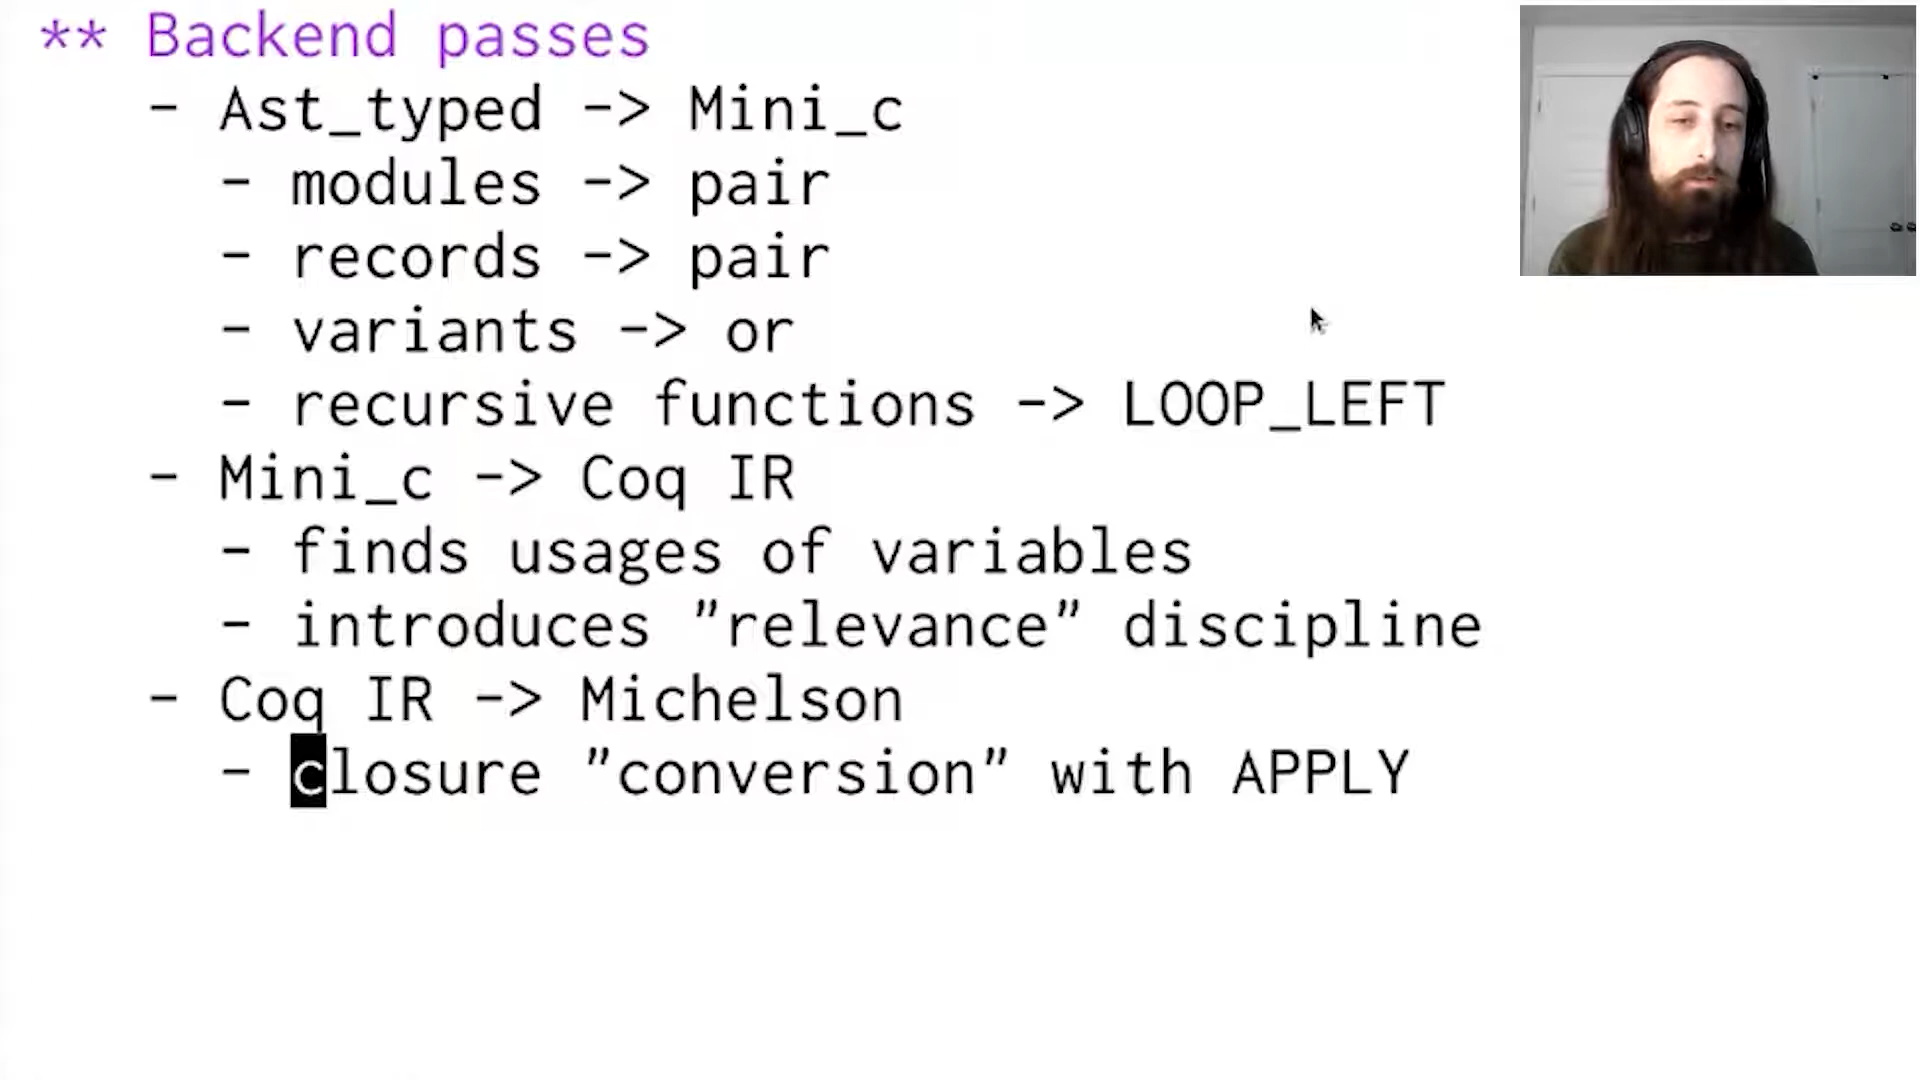 ** Backend passes
- Ast_typed -> Mini_c
- modules -> pair
- records -> pair
- variants -> or
- recursive functions -> LOOP_LEFT
- Mini_c -> Coq IR
- finds usages of variables
- introduces "relevance" discipline
- Coq IR -> Michelson
- closure "conversion" with APPLY